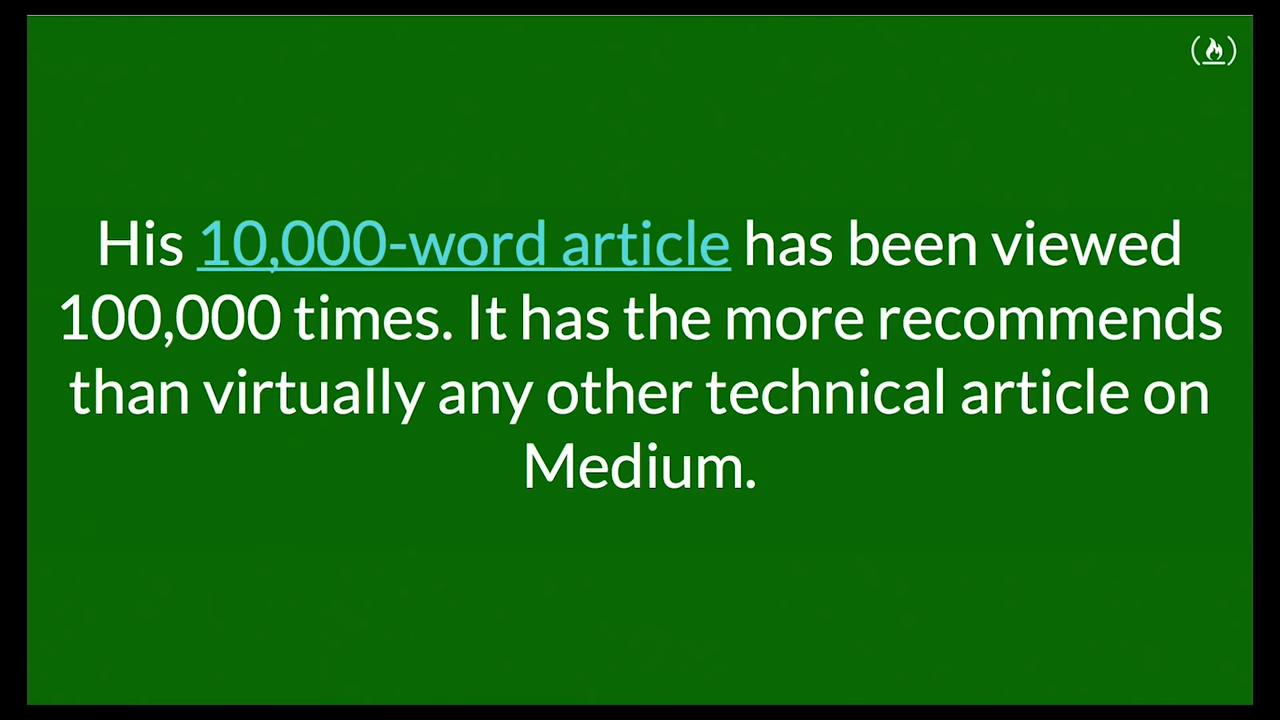 His 10,000-word article has been viewed
100,000 times. It has the more recommends
than virtually any other technical article on
Medium.